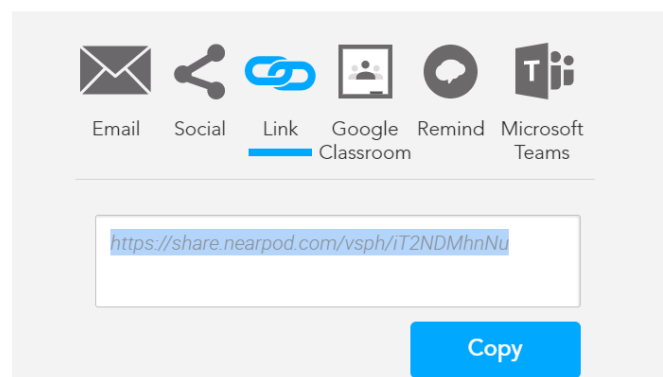 Email Social Link Google Remind Microsoft
Classroom Teams
https://share.nearpod.com/vsph/iT2NDMhnNu
Copy